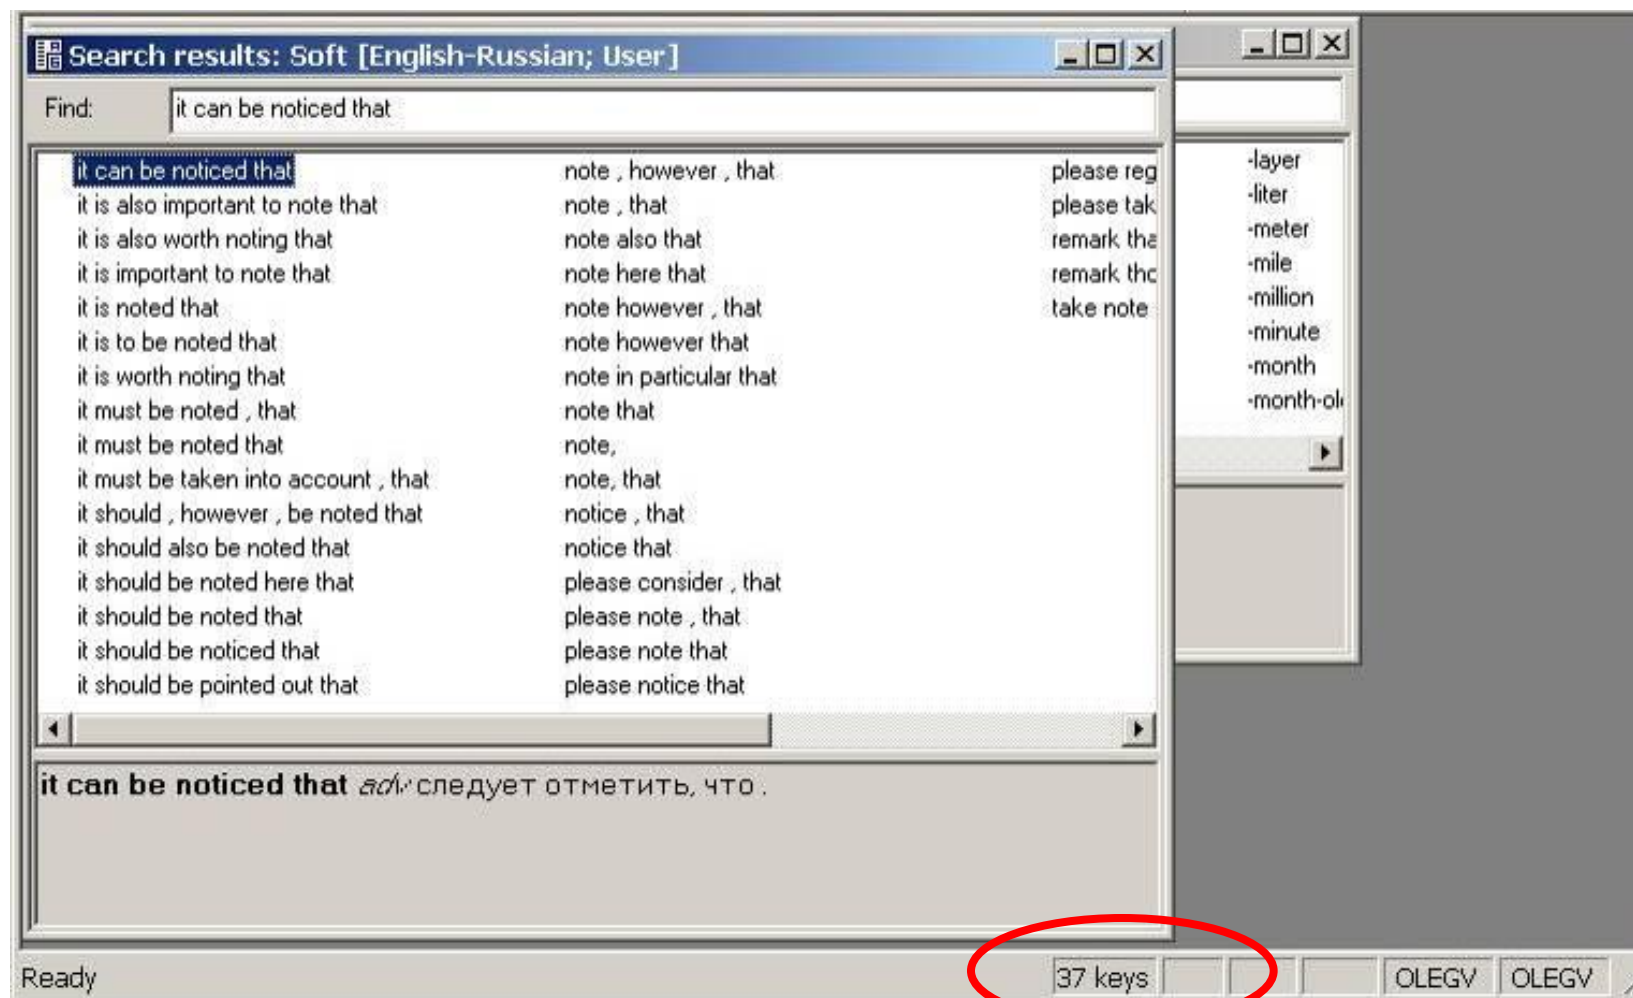 Search results: Soft [English-Russian; User]
Find: it can be noticed that
it can be noticed that
it is also important to note that
it is also worth noting that
it is important to note that
it is noted that
it is to be noted that
it is worth noting that
it must be noted , that
it must be noted that
it must be taken into account , that
it should , however , be noted that
it should also be noted that
it should be noted here that
it should be noted that
it should be noticed that
it should be pointed out that
note , however , that
note , that
note also that
note here that
note however , that
note however that
note in particular that
note that
note,
note, that
notice , that
notice that
please consider , that
please note , that
please note that
please notice that
please reg
please tak
remark tha
remark tho
take note
-layer
-liter
-meter
-mile
-million
-minute
-month
-month-ol
it can be noticed that adv следует отметить, что .
Ready
37 keys
OLEGV
OLEGV